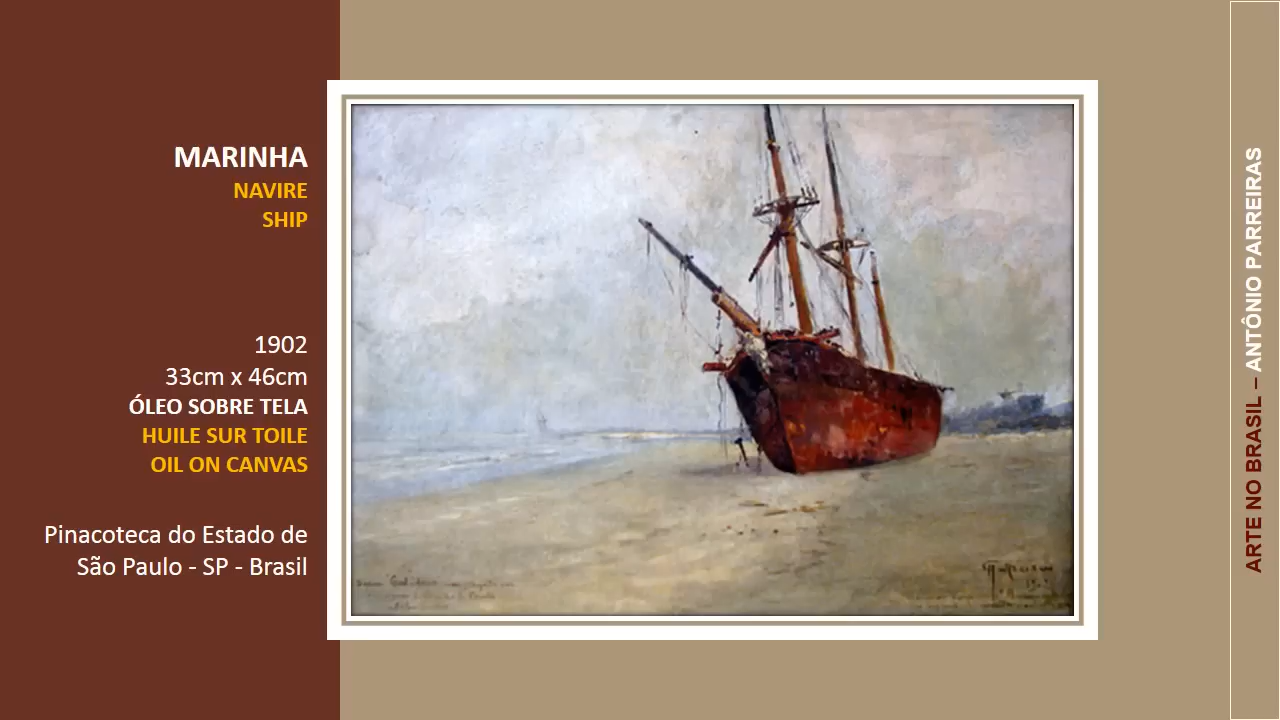 MARINHA
NAVIRE
SHIP
1902
33cm x 46cm
ÓLEO SOBRE TELA
HUILE SUR TOILE
OIL ON CANVAS
Pinacoteca do Estado de
São Paulo - SP - Brasil
ARTE NO BRASIL – ANTÔNIO PARREIRAS